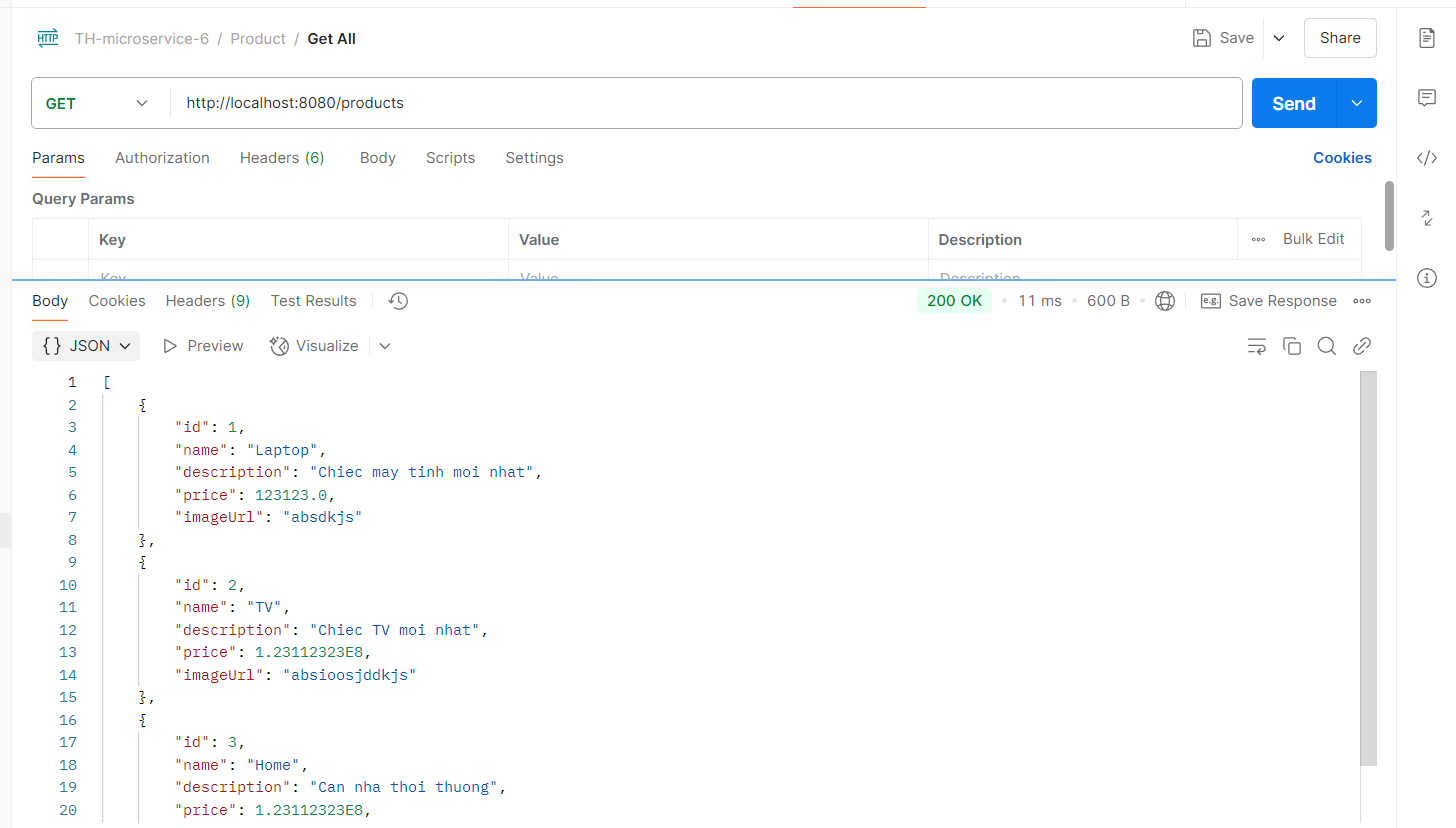 HTTP TH-microservice-6 / Product / Get All Save Share
GET http://localhost:8080/products Send
Params Authorization Headers (6) Body Scripts Settings Cookies
Query Params
Key Value Description Bulk Edit
Key Value Description
Body Cookies Headers (9) Test Results 200 OK 11 ms 600 B e.g. Save Response
{} JSON Preview Visualize
1 [
2 {
3 "id": 1,
4 "name": "Laptop",
5 "description": "Chiec may tinh moi nhat",
6 "price": 123123.0,
7 "imageUrl": "absdkjs"
8 },
9 {
10 "id": 2,
11 "name": "TV",
12 "description": "Chiec TV moi nhat",
13 "price": 1.23112323E8,
14 "imageUrl": "absioosjddkjs"
15 },
16 {
17 "id": 3,
18 "name": "Home",
19 "description": "Can nha thoi thuong",
20 "price": 1.23112323E8,